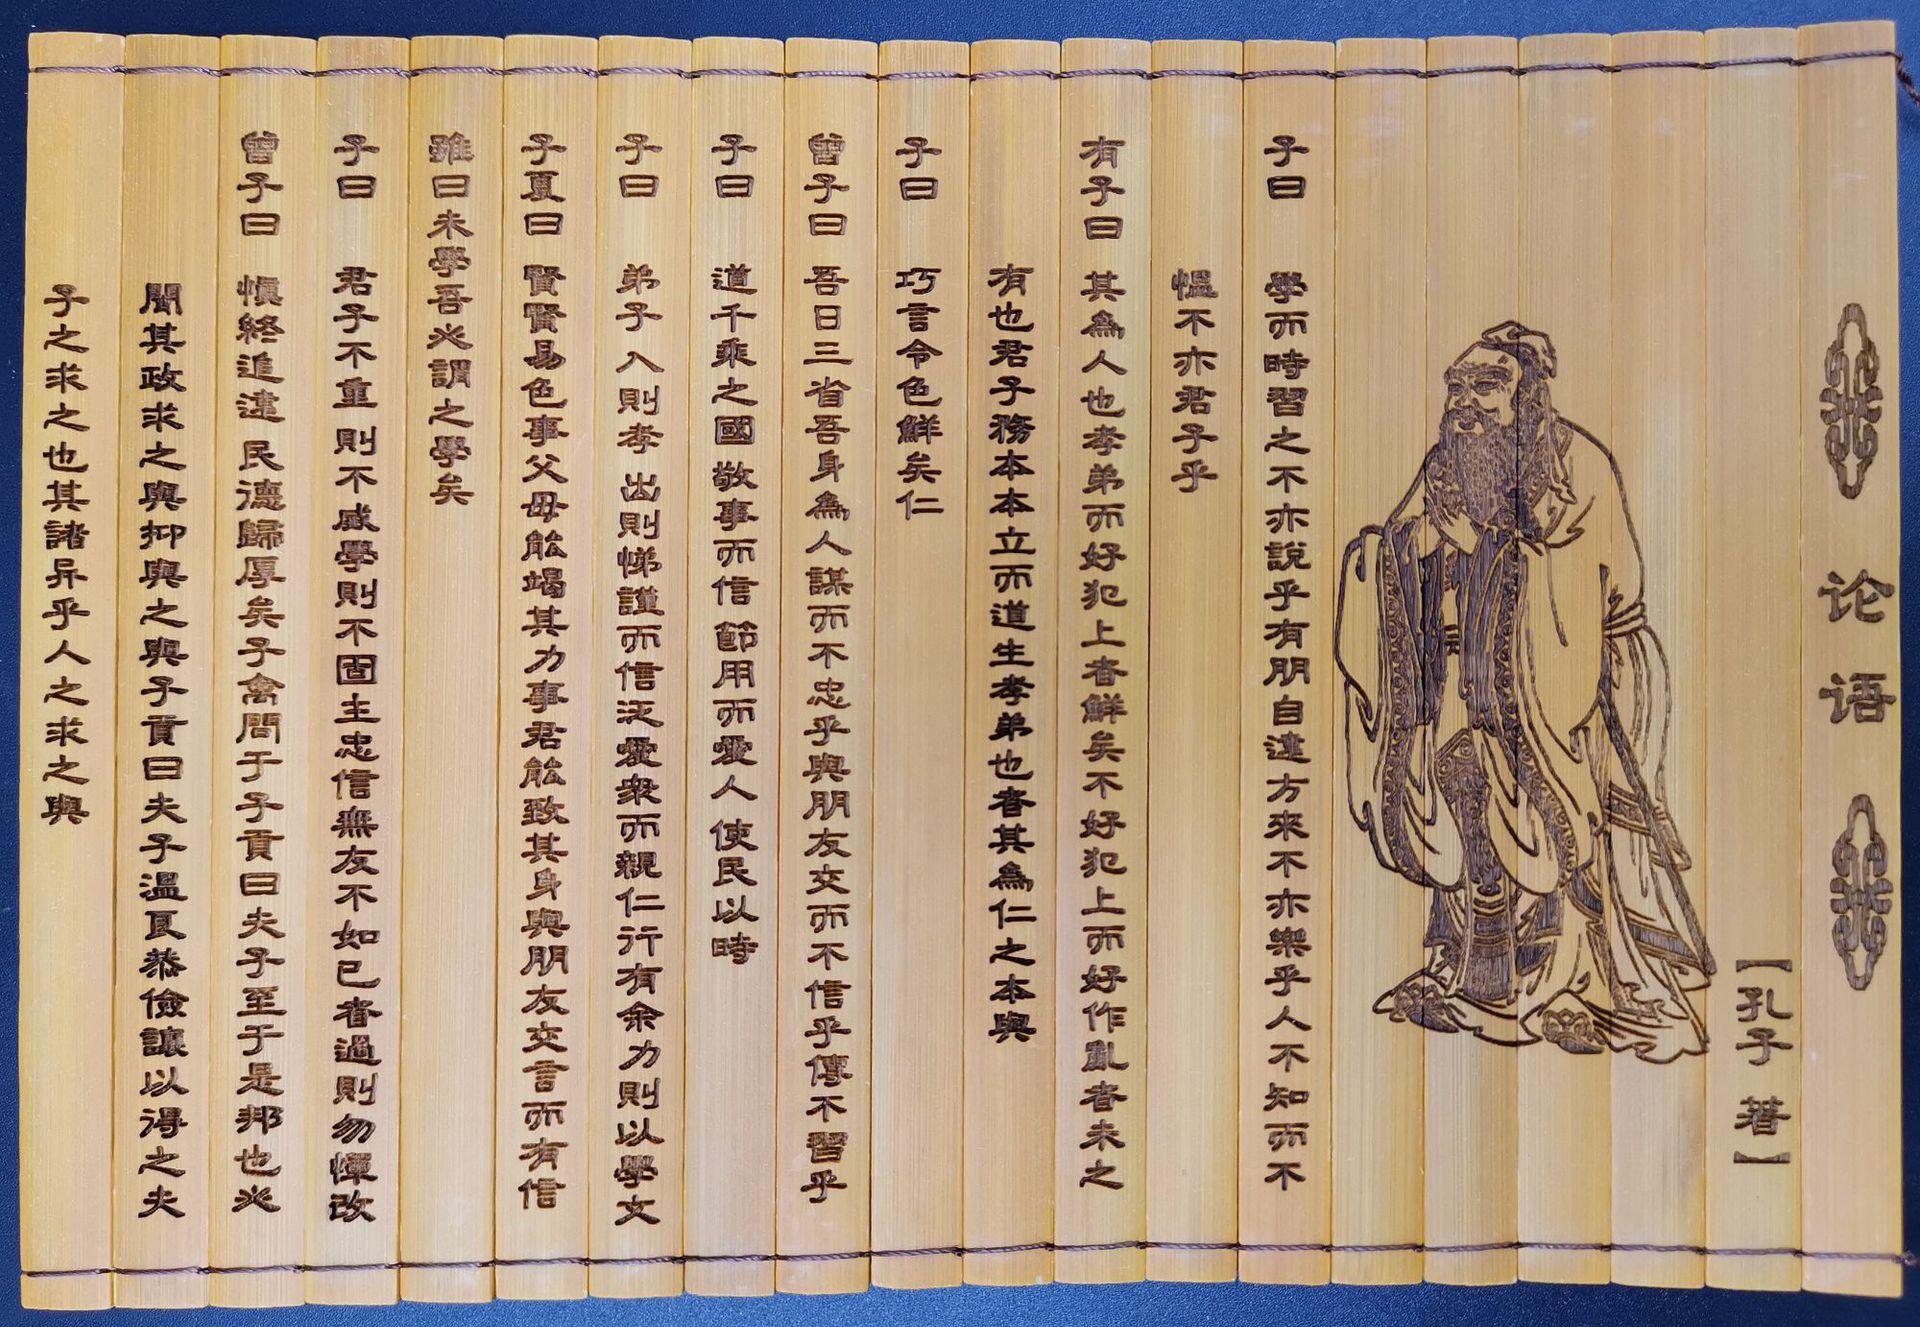 论语
【孔子 著】
子曰 學而時習之不亦說乎有朋自遠方來不亦樂乎人不知而不
慍不亦君子乎
有子曰 其為人也孝弟而好犯上者鮮矣不好犯上而好作亂者未之
有也君子務本本立而道生孝弟也者其為仁之本與
子曰 巧言令色鮮矣仁
曾子曰 吾日三省吾身為人謀而不忠乎與朋友交而不信乎傳不習乎
子曰 道千乘之國 敬事而信 節用而愛人 使民以時
子曰 弟子入則孝 出則悌謹而信泛愛衆而親仁行有余力則以學文
子夏曰 賢賢易色事父母能竭其力事君能致其身與朋友交言而有信
雖曰未學吾必謂之學矣
子曰 君子不重則不威學則不固主忠信無友不如己者過則勿憚改
曾子曰 慎終追遠 民德歸厚矣子禽問于子貢曰夫子至于是邦也必
聞其政求之與抑與之與子貢曰夫子溫良恭儉讓以得之夫
子之求之也其諸异乎人之求之與